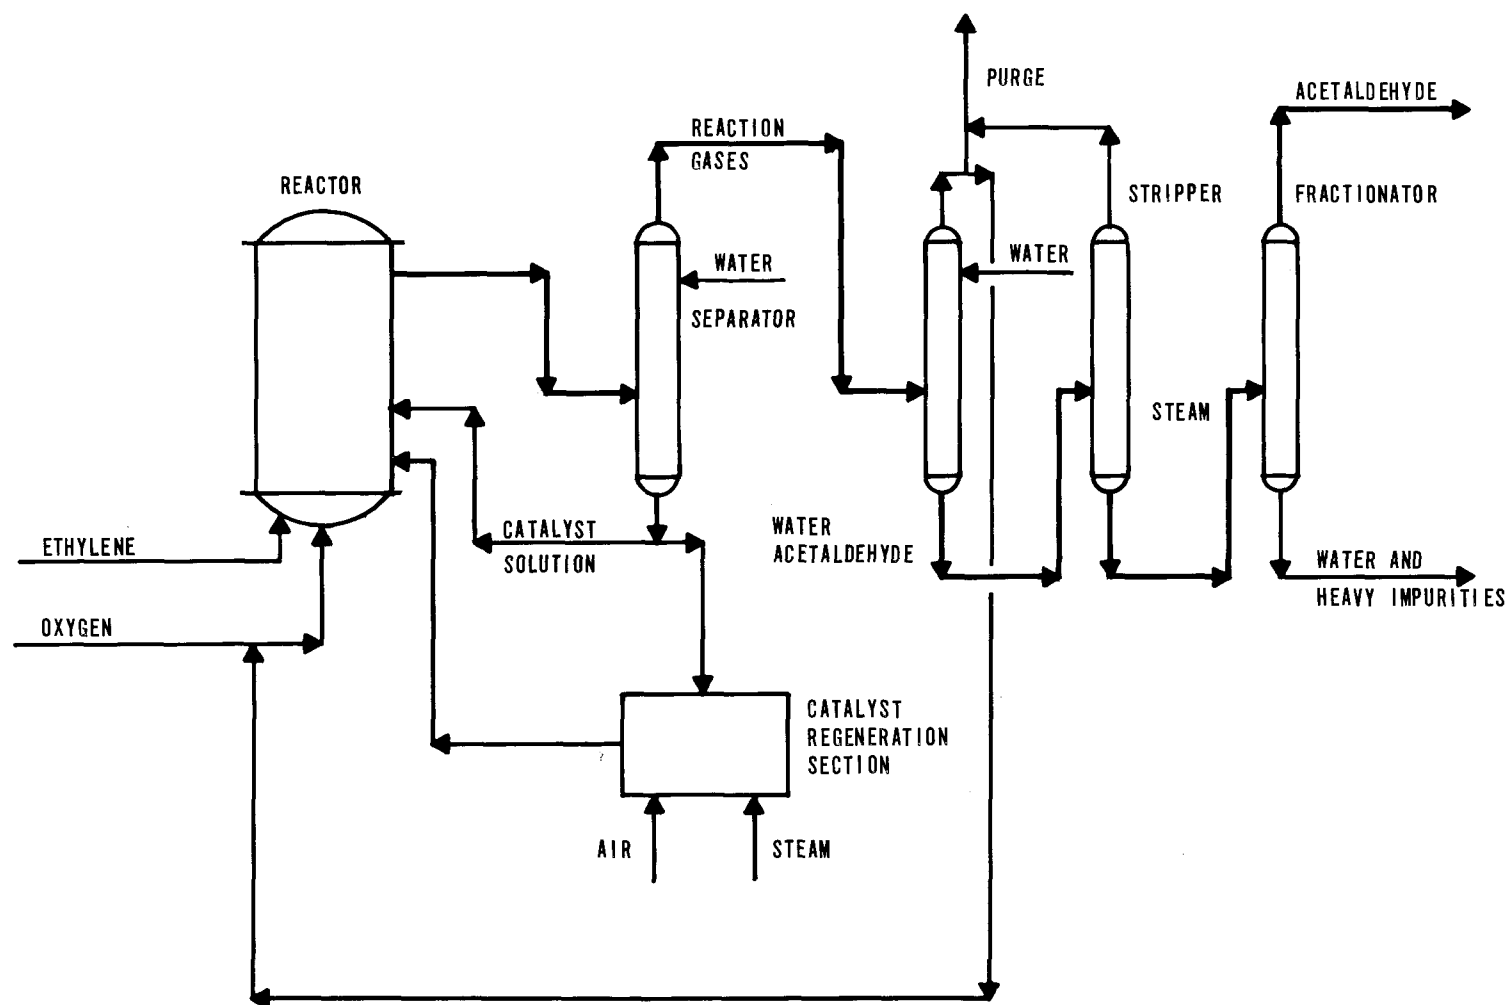 PURGE
ACETALDEHYDE
REACTION
GASES
REACTOR
STRIPPER
FRACTIONATOR
WATER
WATER
SEPARATOR
STEAM
CATALYST
SOLUTION
WATER
ACETALDEHYDE
ETHYLENE
WATER AND
HEAVY IMPURITIES
OXYGEN
CATALYST
REGENERATION
SECTION
AIR
STEAM